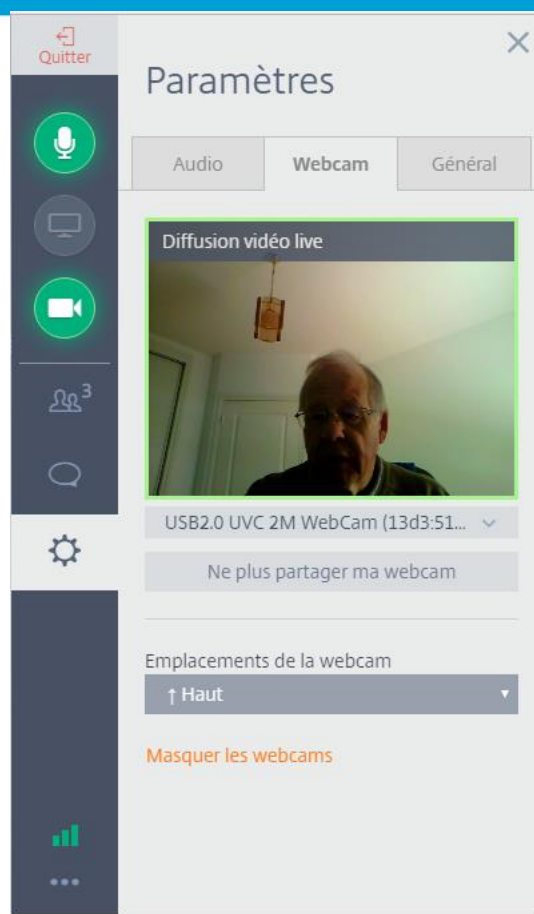 Quitter
Paramètres
Audio
Webcam
Général
Diffusion vidéo live
3
USB2.0 UVC 2M WebCam (13d3:51...
Ne plus partager ma webcam
Emplacements de la webcam
↑ Haut
Masquer les webcams